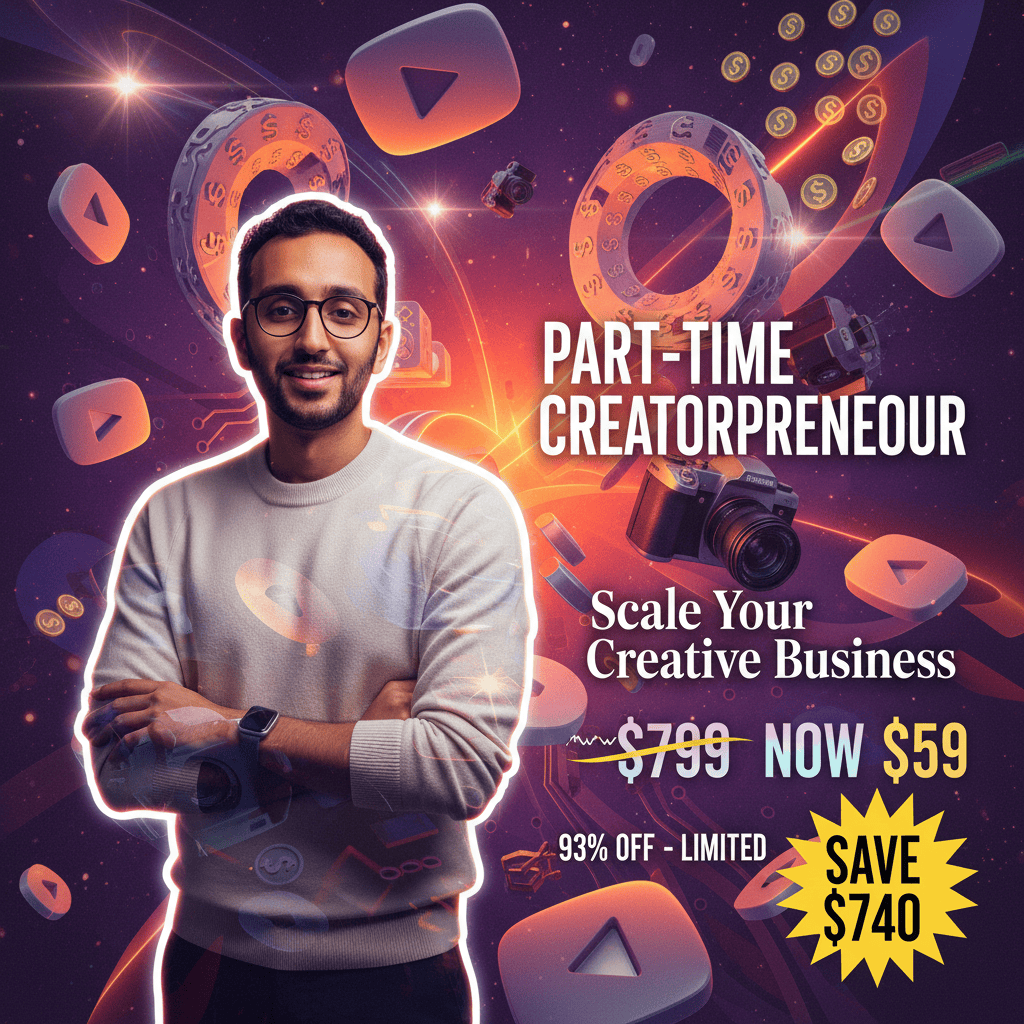 PART-TIME
CREATORPRENEOUR
Scale Your
Creative Business
$799 NOW $59
93% OFF - LIMITED
SAVE
$740